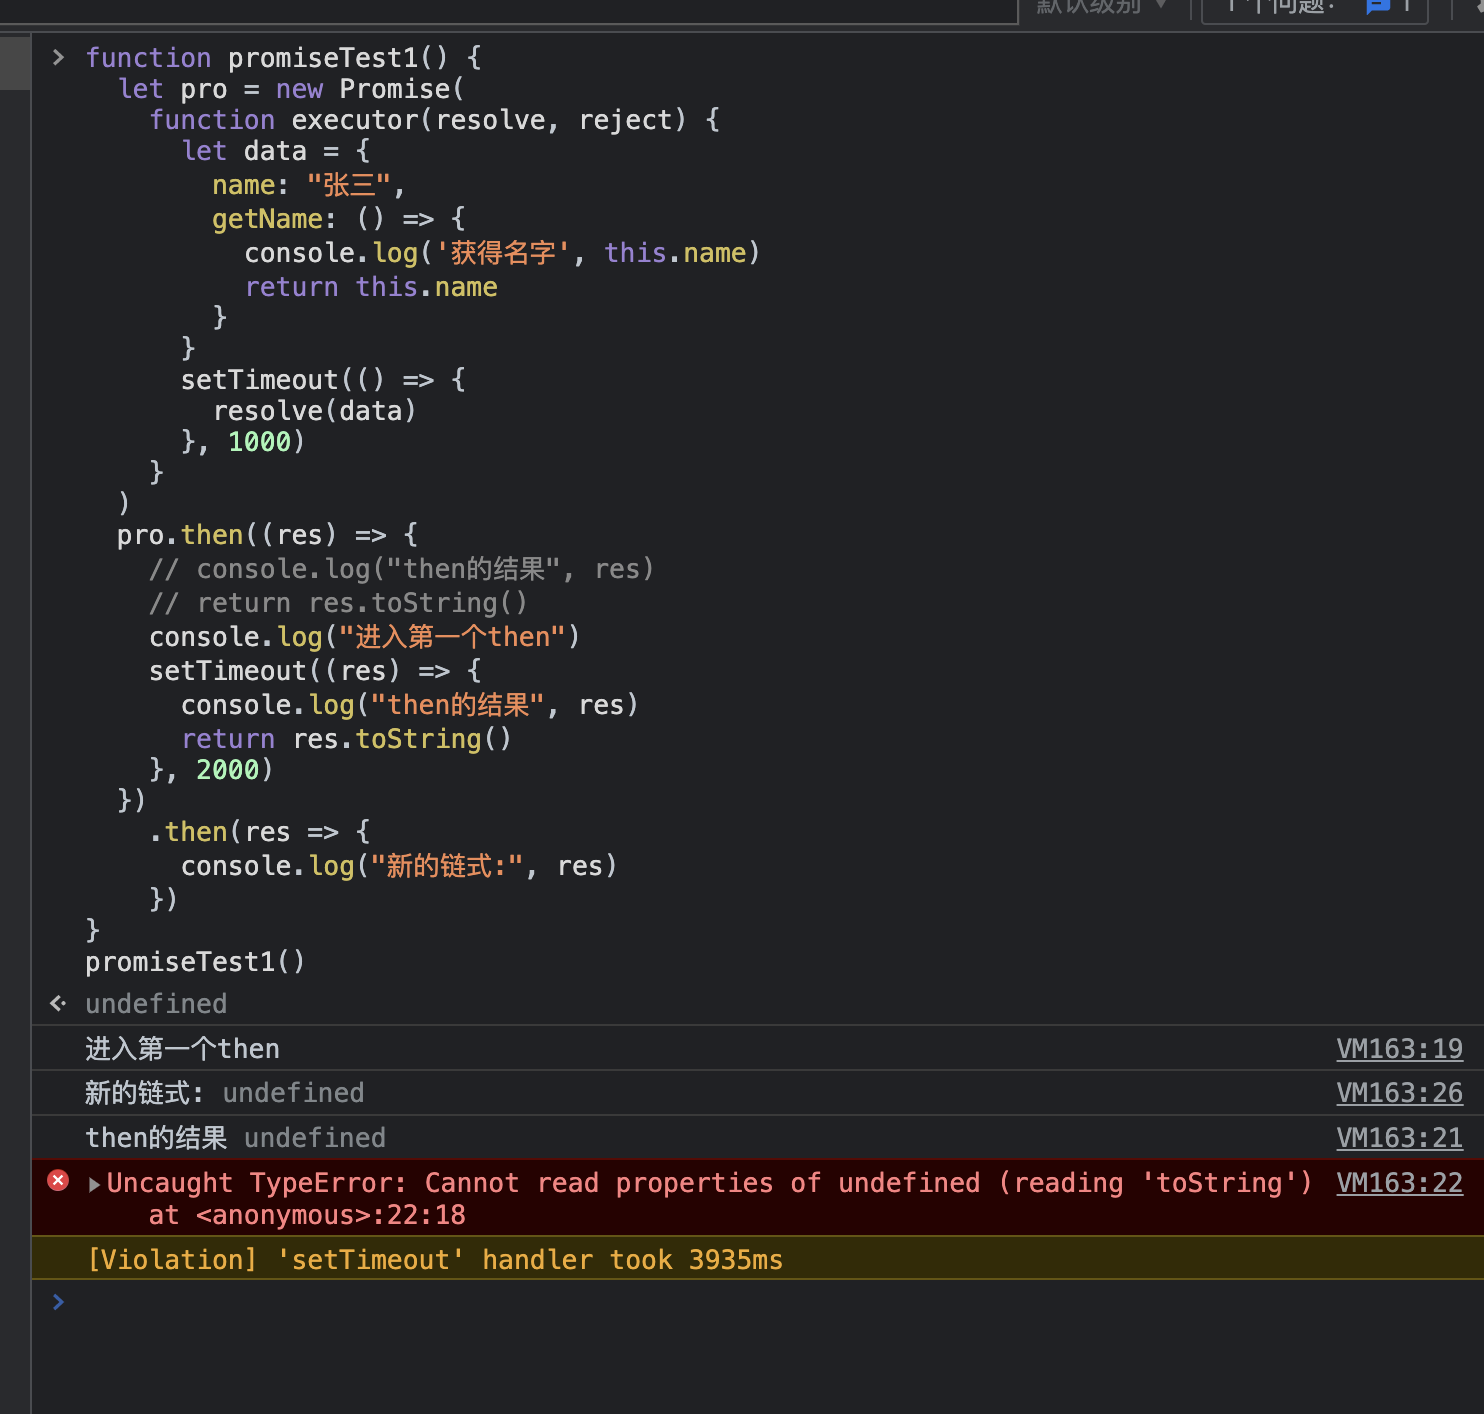 默认级别 ▼ 1 个问题: 1
> function promiseTest1() {
  let pro = new Promise(
    function executor(resolve, reject) {
      let data = {
        name: "张三",
        getName: () => {
          console.log('获得名字', this.name)
          return this.name
        }
      }
      setTimeout(() => {
        resolve(data)
      }, 1000)
    }
  )
  pro.then((res) => {
    // console.log("then的结果", res)
    // return res.toString()
    console.log("进入第一个then")
    setTimeout((res) => {
      console.log("then的结果", res)
      return res.toString()
    }, 2000)
  })
    .then(res => {
      console.log("新的链式:", res)
    })
}
promiseTest1()
undefined
进入第一个then VM163:19
新的链式: undefined VM163:26
then的结果 undefined VM163:21
Uncaught TypeError: Cannot read properties of undefined (reading 'toString') VM163:22
    at <anonymous>:22:18
[Violation] 'setTimeout' handler took 3935ms
>